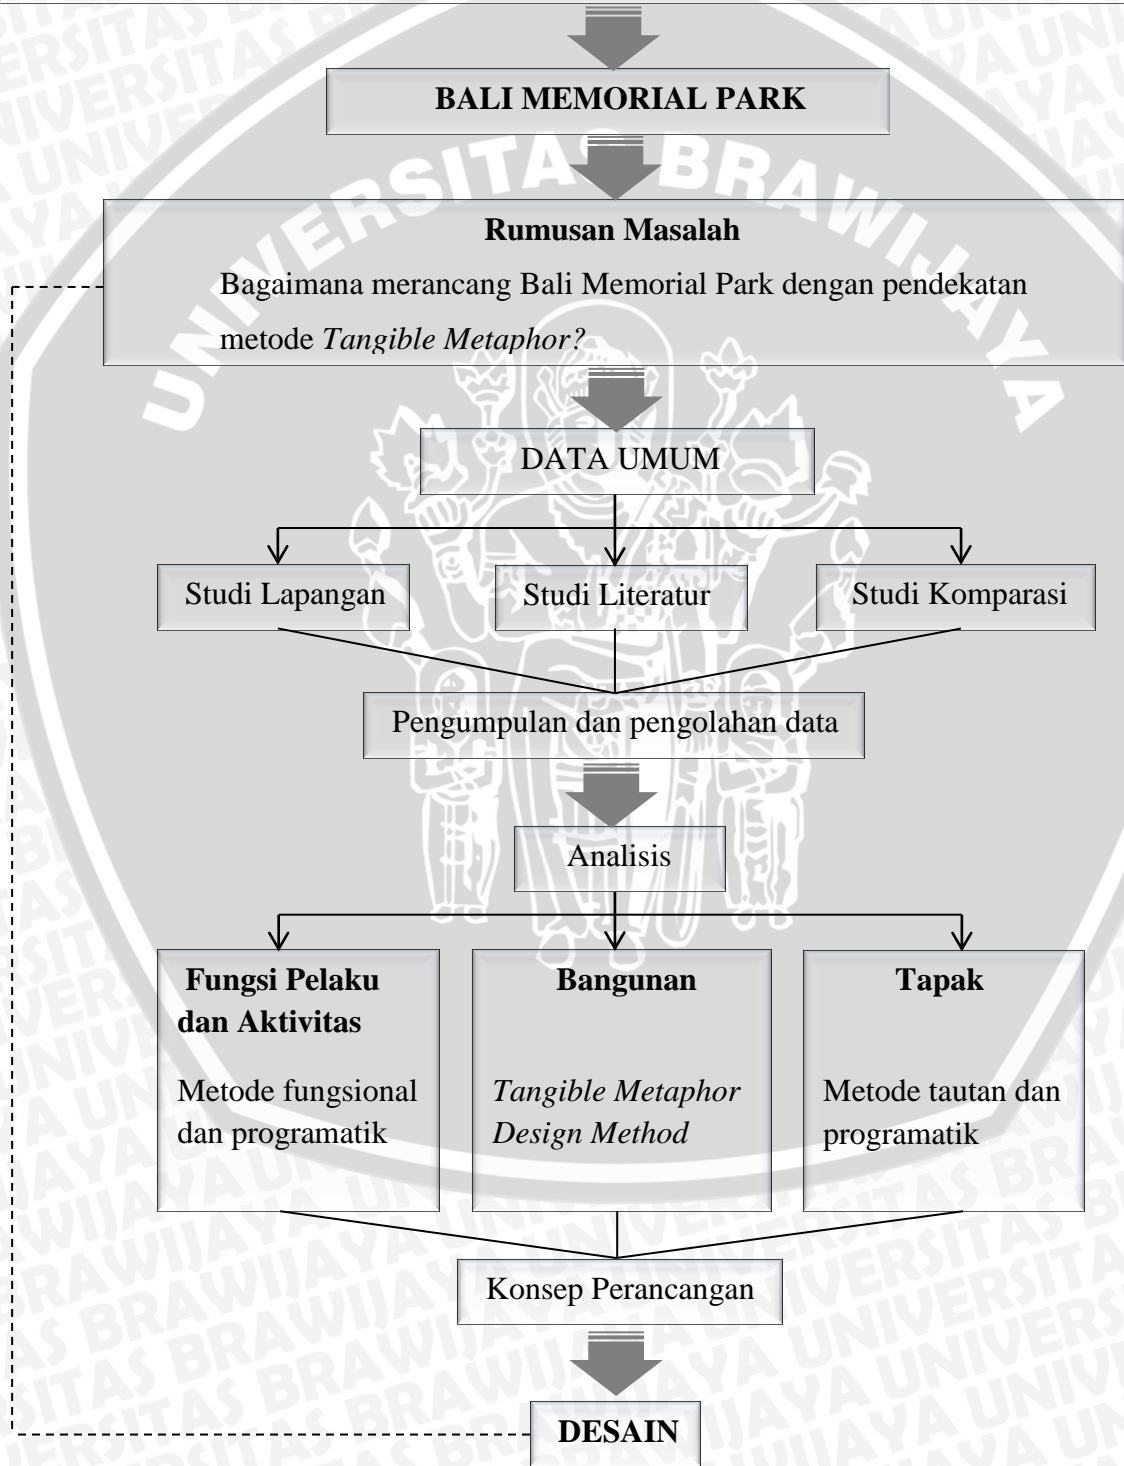 BALI MEMORIAL PARK
UNIVERSITAS BRAWIJAYA
Rumusan Masalah
Bagaimana merancang Bali Memorial Park dengan pendekatan
metode Tangible Metaphor?
DATA UMUM
Studi Lapangan
Studi Literatur
Studi Komparasi
Pengumpulan dan pengolahan data
Analisis
Fungsi Pelaku
dan Aktivitas
Metode fungsional
dan programatik
Bangunan
Tangible Metaphor
Design Method
Tapak
Metode tautan dan
programatik
Konsep Perancangan
DESAIN